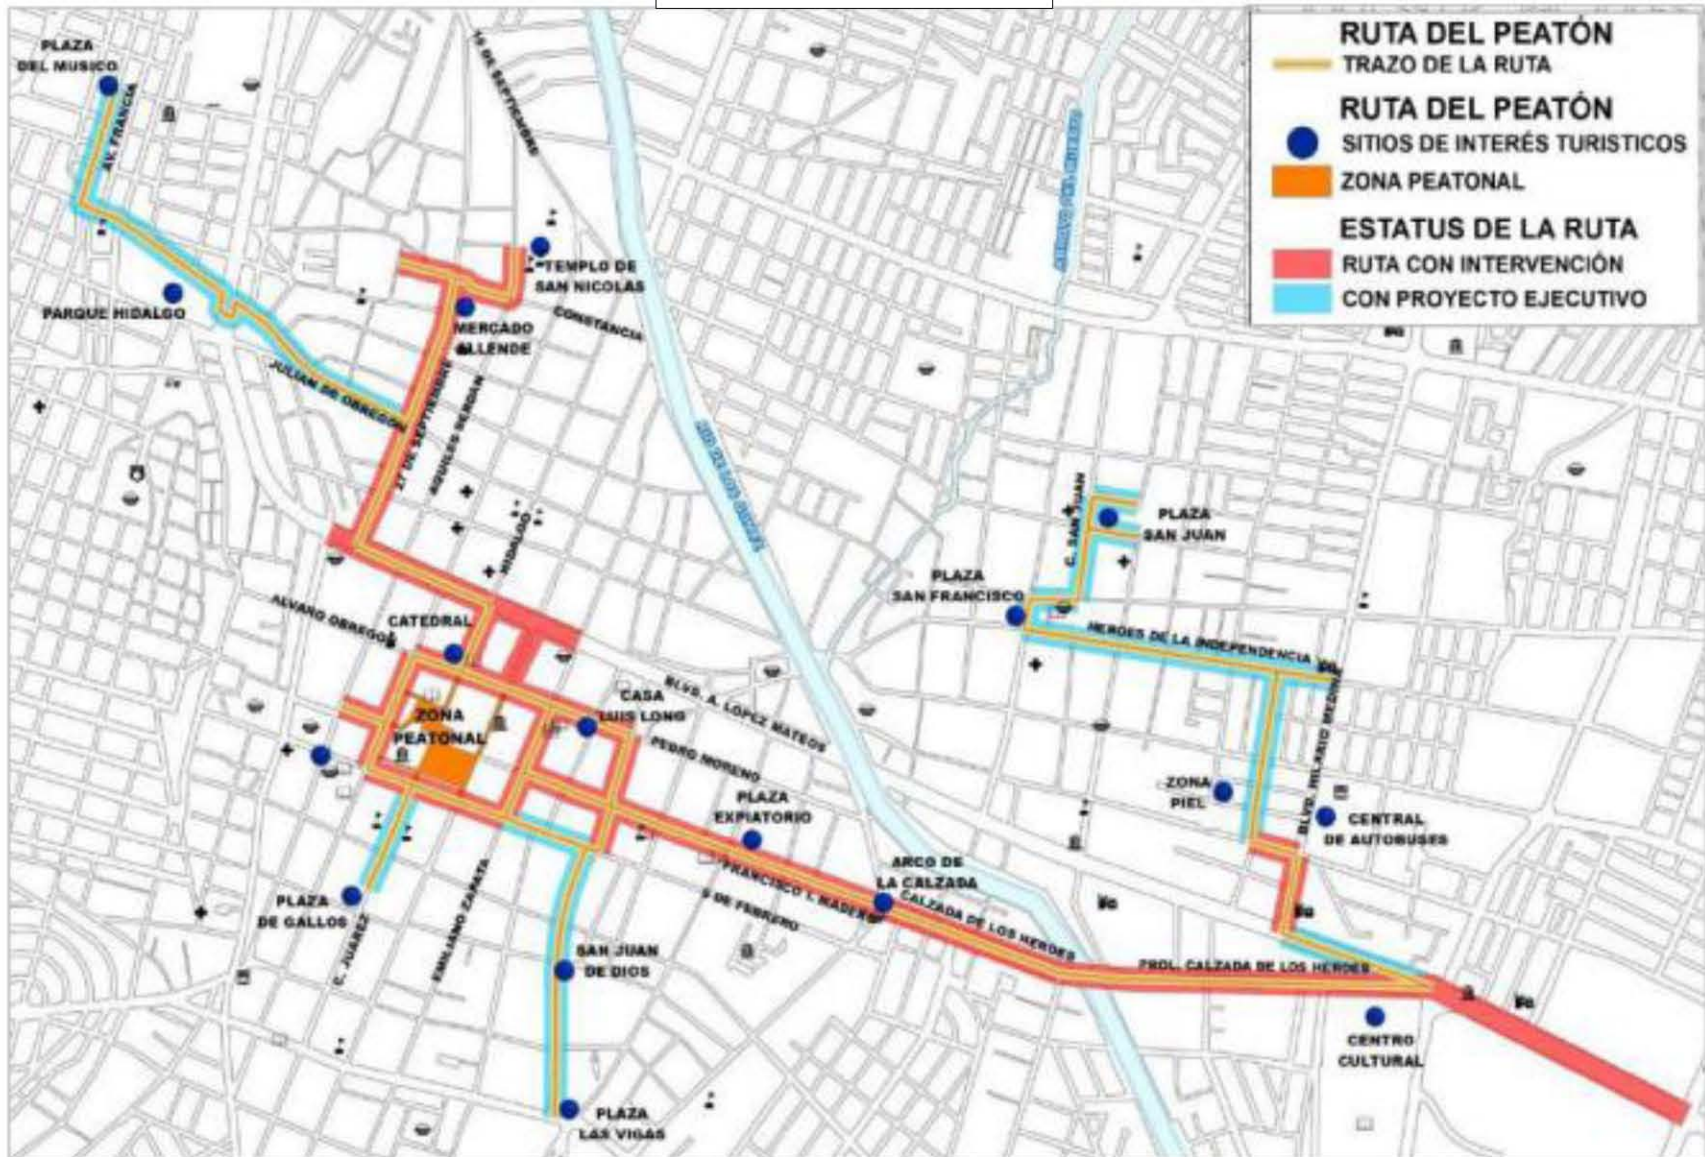 PLAZA
DEL MUSICO
AV. FRANCIA
PARQUE HIDALGO
JULIAN DE OBREGON
16 DE SEPTIEMBRE
TEMPLO DE
SAN NICOLAS
CONSTANCIA
MERCADO
ALLENDE
27 DE SEPTIEMBRE
AQUILES SERDAN
HIDALGO
RIO DE LOS GOMEZ
ALVARO OBREGON
CATEDRAL
ZONA
PEATONAL
CASA
LUIS LONG
BLVD. A. LOPEZ MATEOS
PEDRO MORENO
PLAZA
EXPIATORIO
FRANCISCO I. MADERO
5 DE FEBRERO
ARCO DE
LA CALZADA
CALZADA DE LOS HEROES
PROL. CALZADA DE LOS HEROES
PLAZA
DE GALLOS
C. JUAREZ
EMILIANO ZAPATA
SAN JUAN
DE DIOS
PLAZA
LAS VIGAS
C. SAN JUAN
PLAZA
SAN JUAN
PLAZA
SAN FRANCISCO
HEROES DE LA INDEPENDENCIA
BLVD. HILARIO MEDINA
ZONA
PIEL
CENTRAL
DE AUTOBUSES
CENTRO
CULTURAL
RUTA DEL PEATÓN
TRAZO DE LA RUTA
RUTA DEL PEATÓN
SITIOS DE INTERÉS TURISTICOS
ZONA PEATONAL
ESTATUS DE LA RUTA
RUTA CON INTERVENCIÓN
CON PROYECTO EJECUTIVO